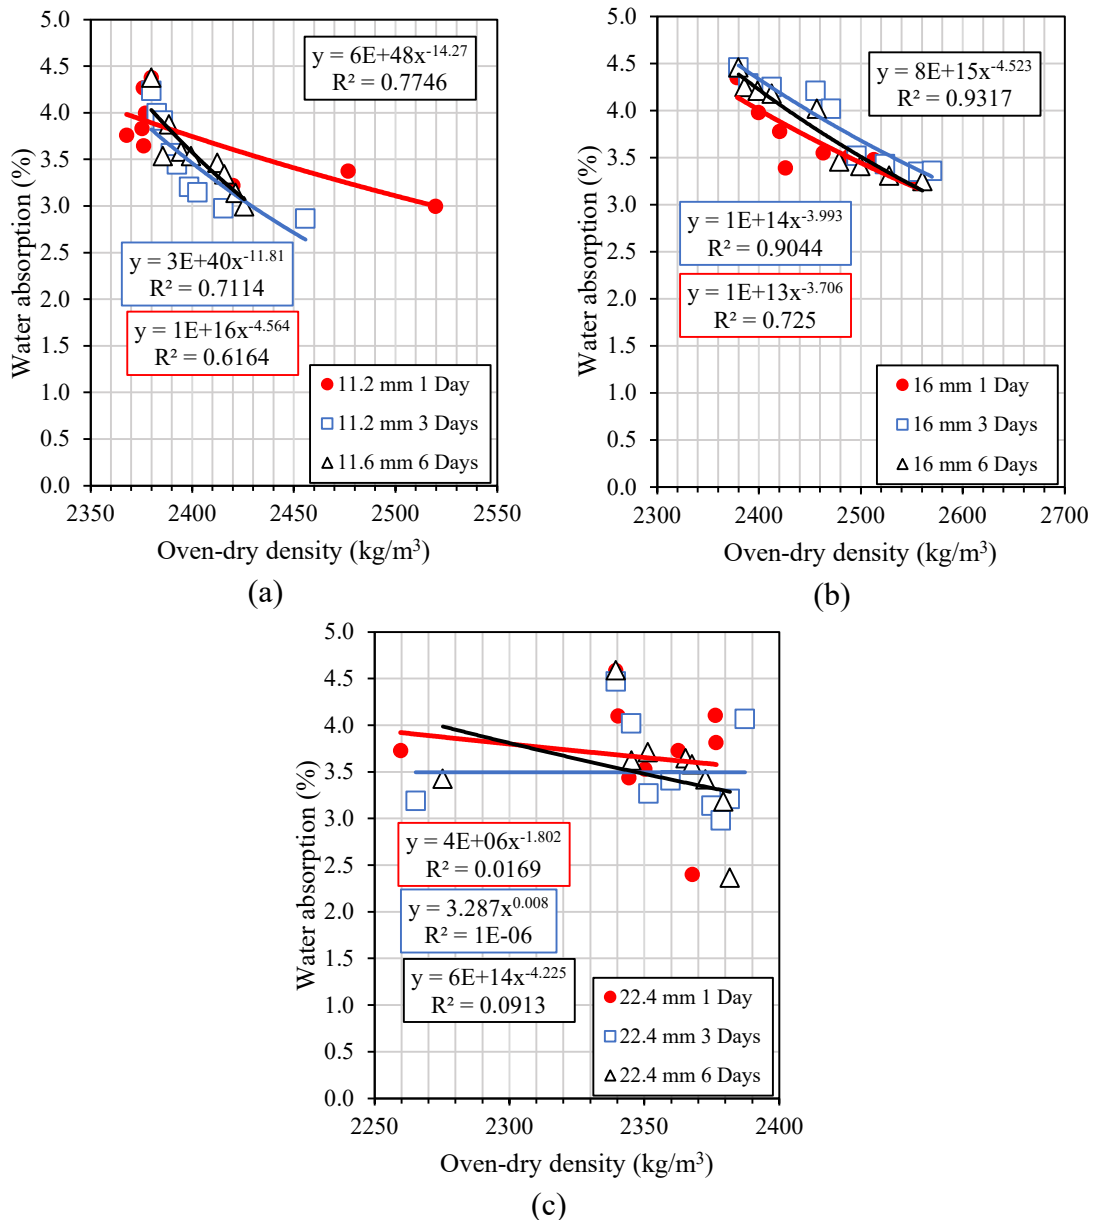 5.0
4.5
4.0
3.5
3.0
2.5
2.0
1.5
1.0
0.5
0.0
Water absorption (%)
y = 6E+48x^-14.27
R² = 0.7746
y = 3E+40x^-11.81
R² = 0.7114
y = 1E+16x^-4.564
R² = 0.6164
11.2 mm 1 Day
11.2 mm 3 Days
11.6 mm 6 Days
2350 2400 2450 2500 2550
Oven-dry density (kg/m³)
(a)
5.0
4.5
4.0
3.5
3.0
2.5
2.0
1.5
1.0
0.5
0.0
Water absorption (%)
y = 8E+15x^-4.523
R² = 0.9317
y = 1E+14x^-3.993
R² = 0.9044
y = 1E+13x^-3.706
R² = 0.725
16 mm 1 Day
16 mm 3 Days
16 mm 6 Days
2300 2400 2500 2600 2700
Oven-dry density (kg/m³)
(b)
5.0
4.5
4.0
3.5
3.0
2.5
2.0
1.5
1.0
0.5
0.0
Water absorption (%)
y = 4E+06x^-1.802
R² = 0.0169
y = 3.287x^0.008
R² = 1E-06
y = 6E+14x^-4.225
R² = 0.0913
22.4 mm 1 Day
22.4 mm 3 Days
22.4 mm 6 Days
2250 2300 2350 2400
Oven-dry density (kg/m³)
(c)